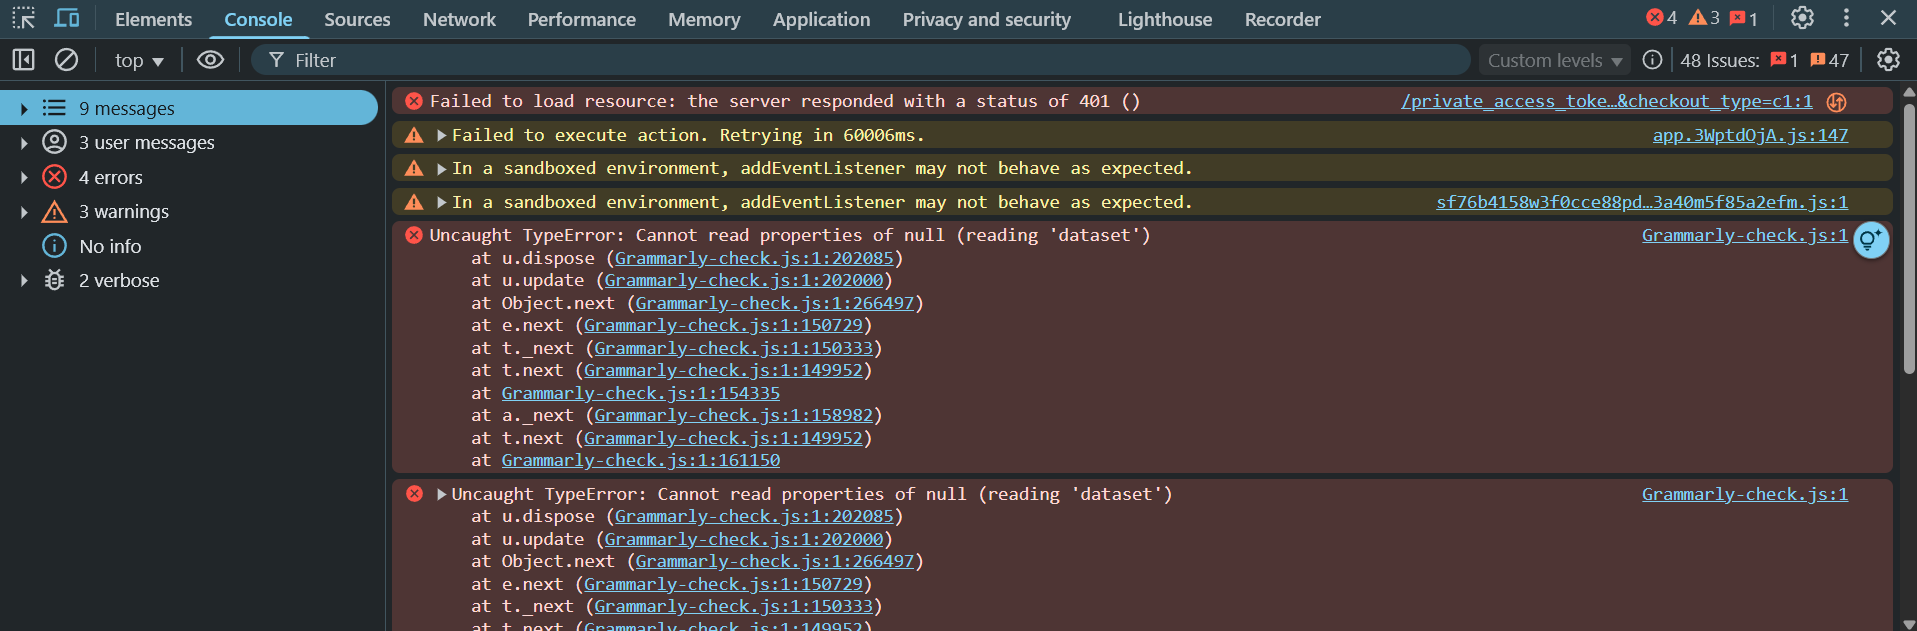 Elements Console Sources Network Performance Memory Application Privacy and security Lighthouse Recorder 4 3 1
top Filter Custom levels 48 Issues: 1 47
9 messages
3 user messages
4 errors
3 warnings
No info
2 verbose
Failed to load resource: the server responded with a status of 401 () /private_access_toke…&checkout_type=c1:1
Failed to execute action. Retrying in 60006ms. app.3WptdOjA.js:147
In a sandboxed environment, addEventListener may not behave as expected.
In a sandboxed environment, addEventListener may not behave as expected. sf76b4158w3f0cce88pd…3a40m5f85a2efm.js:1
Uncaught TypeError: Cannot read properties of null (reading 'dataset') Grammarly-check.js:1
at u.dispose (Grammarly-check.js:1:202085)
at u.update (Grammarly-check.js:1:202000)
at Object.next (Grammarly-check.js:1:266497)
at e.next (Grammarly-check.js:1:150729)
at t._next (Grammarly-check.js:1:150333)
at t.next (Grammarly-check.js:1:149952)
at Grammarly-check.js:1:154335
at a._next (Grammarly-check.js:1:158982)
at t.next (Grammarly-check.js:1:149952)
at Grammarly-check.js:1:161150
Uncaught TypeError: Cannot read properties of null (reading 'dataset') Grammarly-check.js:1
at u.dispose (Grammarly-check.js:1:202085)
at u.update (Grammarly-check.js:1:202000)
at Object.next (Grammarly-check.js:1:266497)
at e.next (Grammarly-check.js:1:150729)
at t._next (Grammarly-check.js:1:150333)
at t.next (Grammarly-check.js:1:149952)